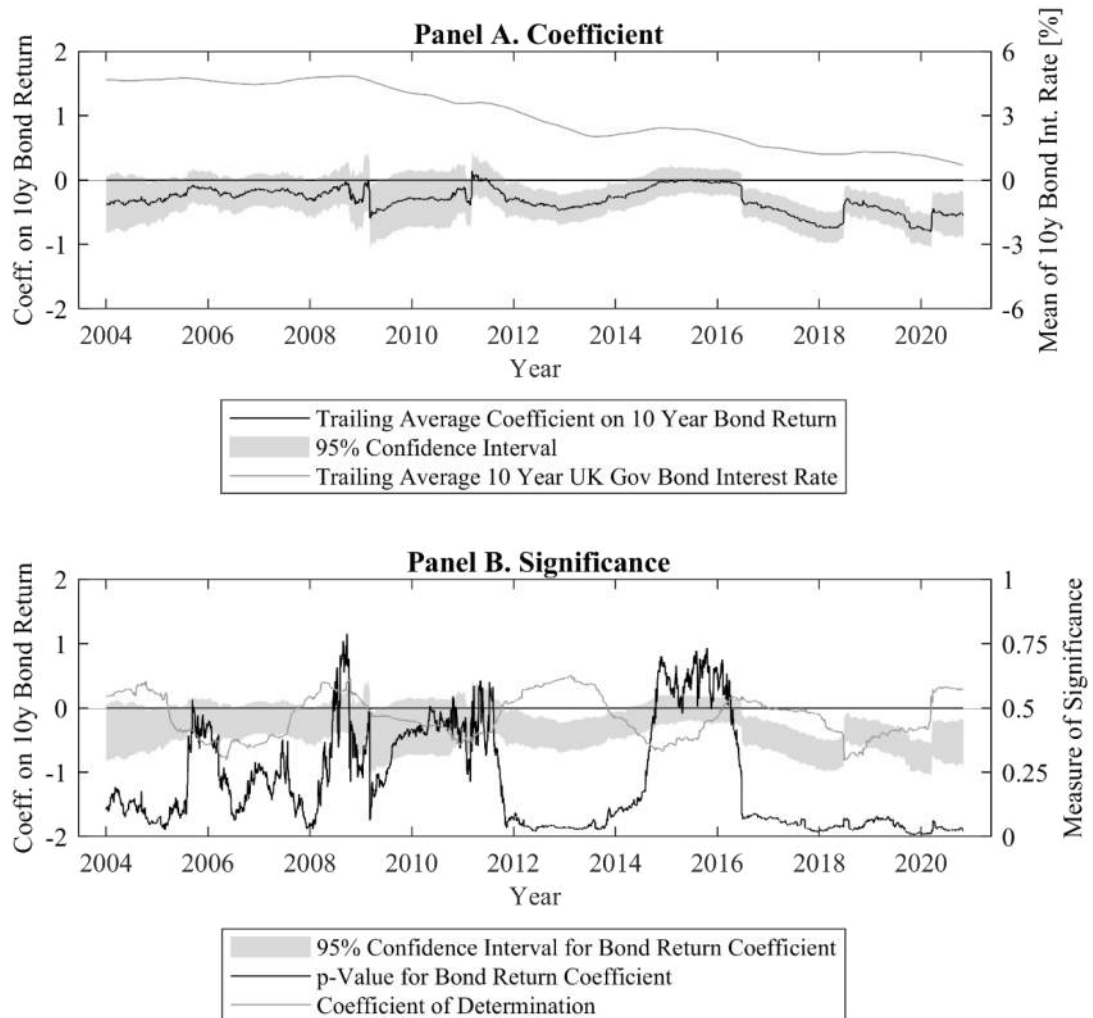 Panel A. Coefficient
Coeff. on 10y Bond Return
2
1
0
-1
-2
Mean of 10y Bond Int. Rate [%]
6
3
0
-3
-6
2004 2006 2008 2010 2012 2014 2016 2018 2020
Year
Trailing Average Coefficient on 10 Year Bond Return
95% Confidence Interval
Trailing Average 10 Year UK Gov Bond Interest Rate
Panel B. Significance
Coeff. on 10y Bond Return
2
1
0
-1
-2
Measure of Significance
1
0.75
0.5
0.25
0
2004 2006 2008 2010 2012 2014 2016 2018 2020
Year
95% Confidence Interval for Bond Return Coefficient
p-Value for Bond Return Coefficient
Coefficient of Determination